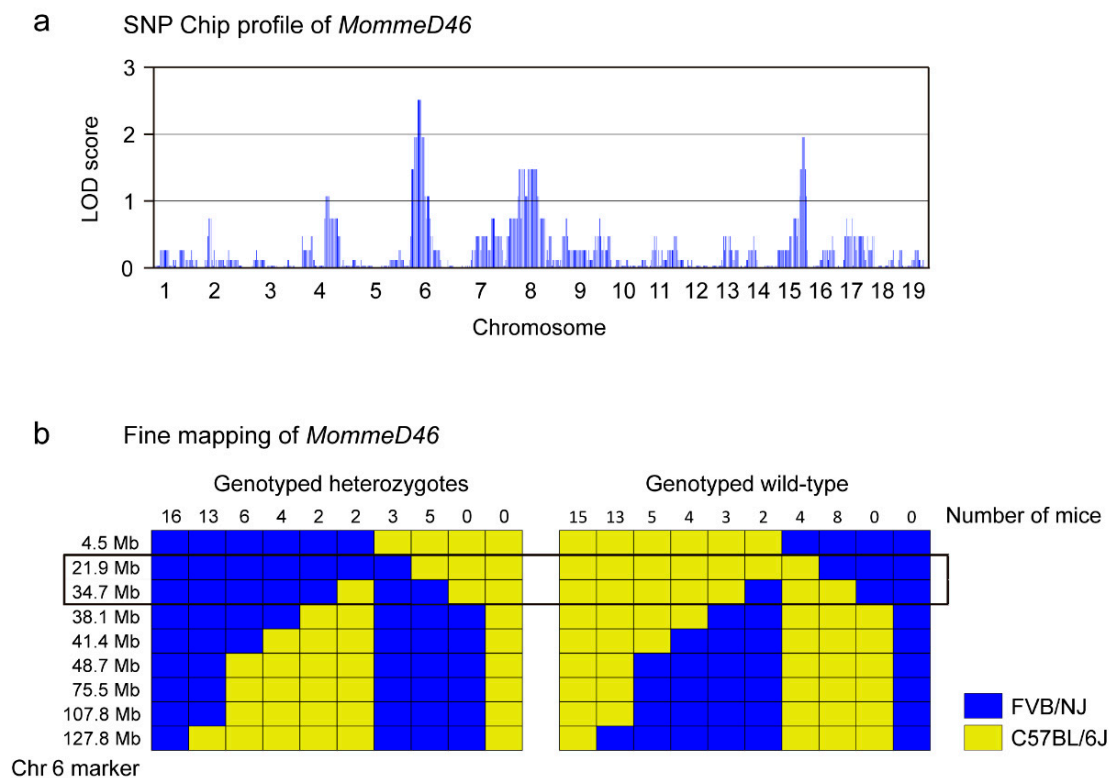 a SNP Chip profile of MommeD46
3
2
1
0
LOD score
1 2 3 4 5 6 7 8 9 10 11 12 13 14 15 16 17 18 19
Chromosome
b Fine mapping of MommeD46
Genotyped heterozygotes Genotyped wild-type
16 13 6 4 2 2 3 5 0 0 15 13 5 4 3 2 4 8 0 0 Number of mice
4.5 Mb
21.9 Mb
34.7 Mb
38.1 Mb
41.4 Mb
48.7 Mb
75.5 Mb
107.8 Mb
127.8 Mb
Chr 6 marker
FVB/NJ
C57BL/6J